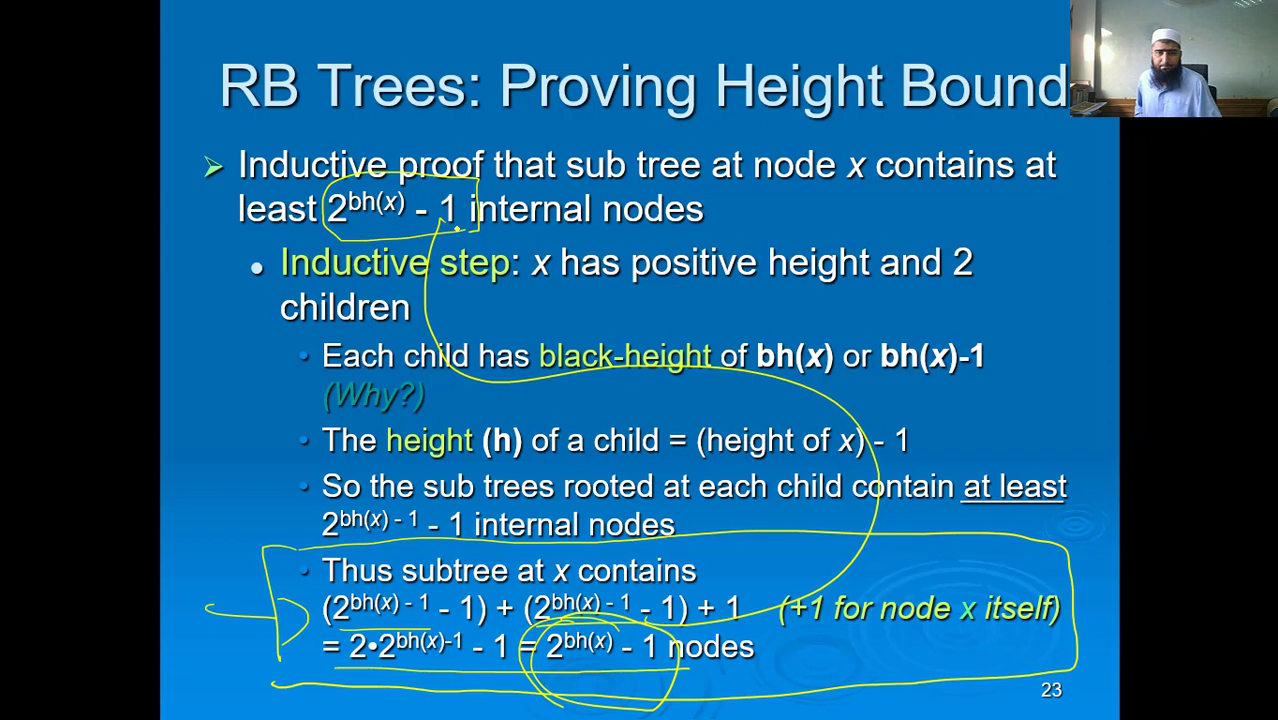 RB Trees: Proving Height Bound
Inductive proof that sub tree at node x contains at
least 2^bh(x) - 1 internal nodes
Inductive step: x has positive height and 2
children
Each child has black-height of bh(x) or bh(x)-1
(Why?)
The height (h) of a child = (height of x) - 1
So the sub trees rooted at each child contain at least
2^bh(x) - 1 - 1 internal nodes
Thus subtree at x contains
(2^bh(x) - 1 - 1) + (2^bh(x) - 1 - 1) + 1 (+1 for node x itself)
= 2•2^bh(x)-1 - 1 = 2^bh(x) - 1 nodes
23